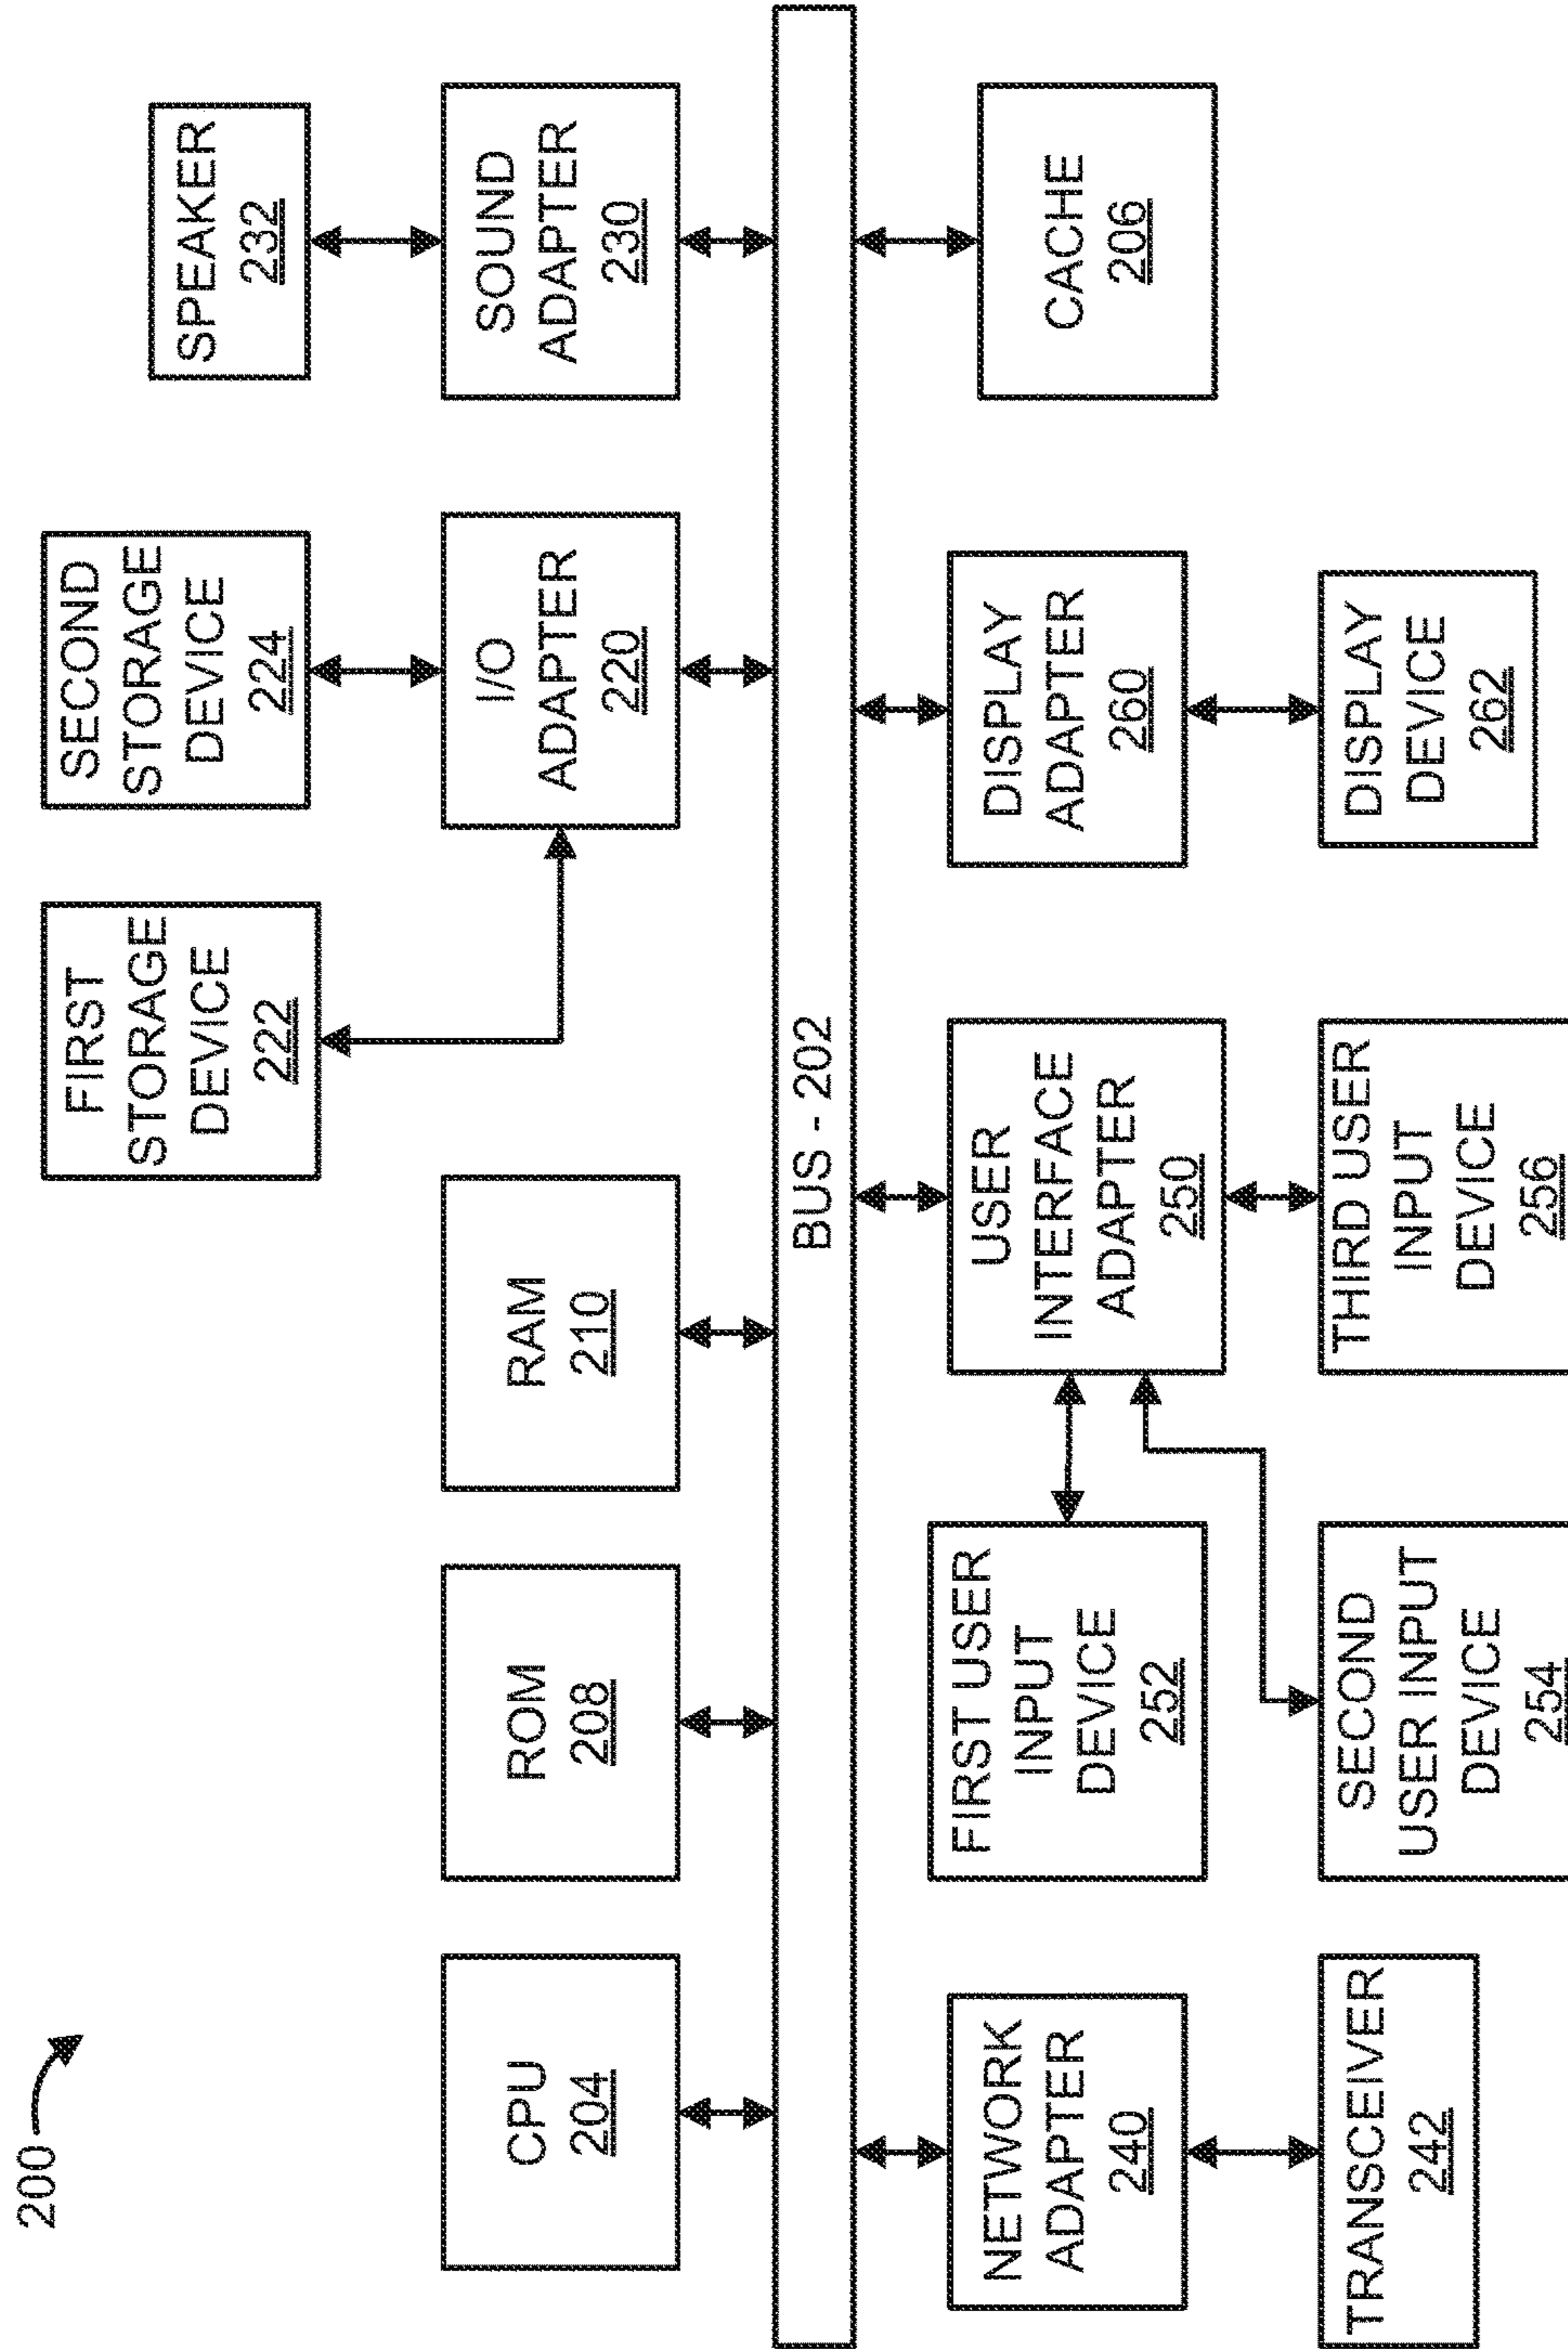 200
CPU
204
ROM
208
RAM
210
FIRST
STORAGE
DEVICE
222
SECOND
STORAGE
DEVICE
224
I/O
ADAPTER
220
SPEAKER
232
SOUND
ADAPTER
230
BUS - 202
NETWORK
ADAPTER
240
TRANSCEIVER
242
FIRST USER
INPUT
DEVICE
252
SECOND
USER INPUT
DEVICE
254
USER
INTERFACE
ADAPTER
250
THIRD USER
INPUT
DEVICE
256
DISPLAY
ADAPTER
260
DISPLAY
DEVICE
262
CACHE
206